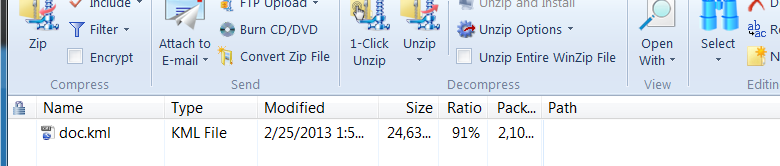 Include
FTP Upload
Unzip and Install
Zip
Filter
Attach to E-mail
Burn CD/DVD
1-Click Unzip
Unzip
Unzip Options
Open With
Select
Encrypt
Convert Zip File
Unzip Entire WinZip File
Compress
Send
Decompress
View
Editin
Name Type Modified Size Ratio Pack... Path
doc.kml KML File 2/25/2013 1:5... 24,63... 91% 2,10...